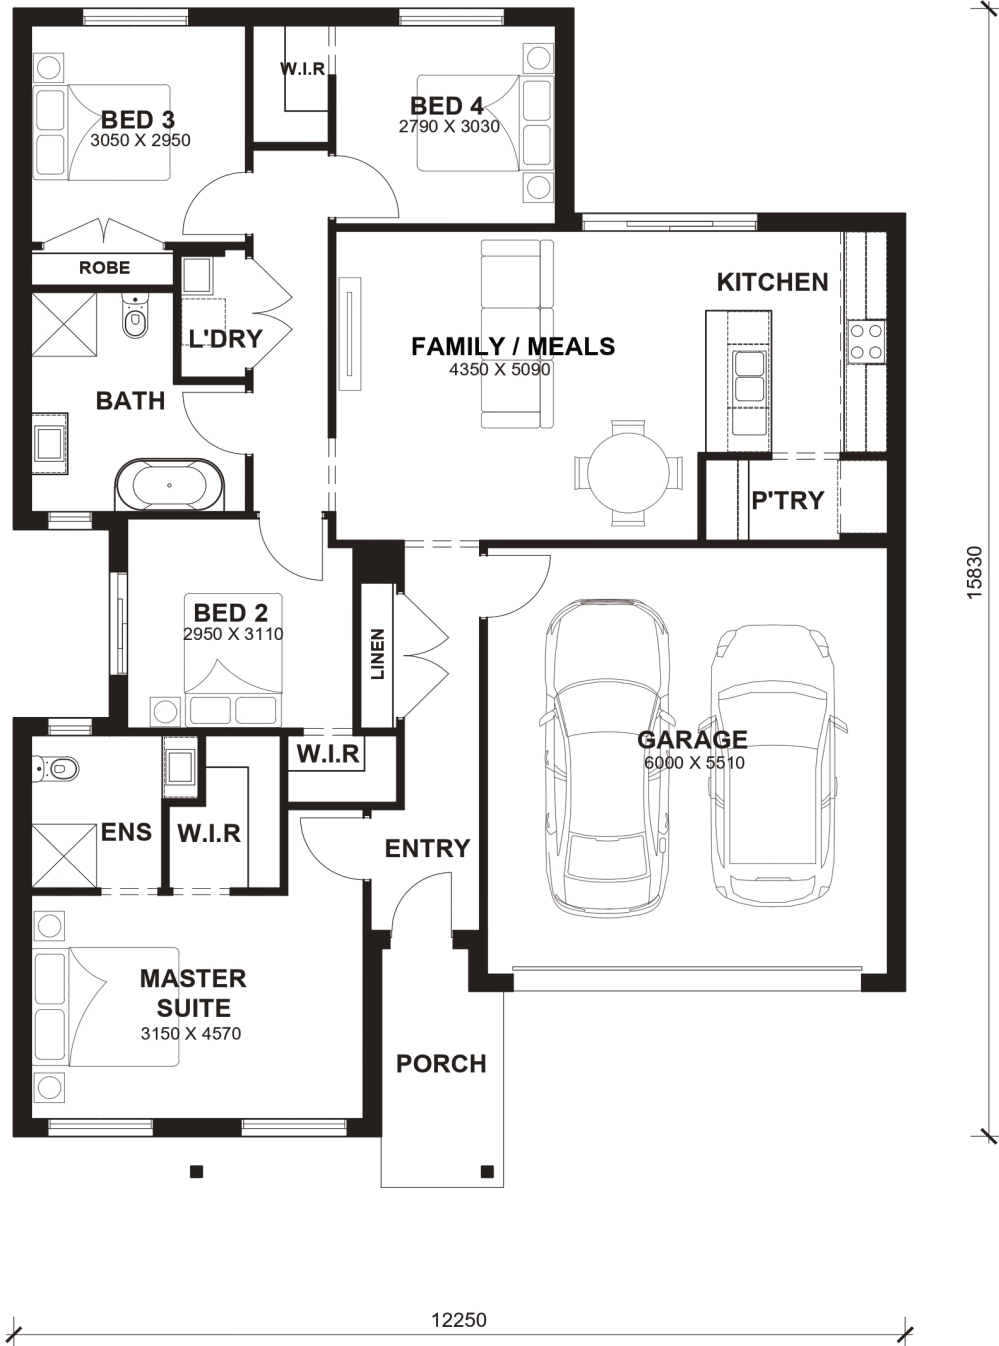 W.I.R
BED 3
3050 X 2950
BED 4
2790 X 3030
ROBE
KITCHEN
L'DRY
FAMILY / MEALS
4350 X 5090
BATH
P'TRY
15830
BED 2
2950 X 3110
LINEN
W.I.R
GARAGE
6000 X 5510
ENS
W.I.R
ENTRY
MASTER
SUITE
3150 X 4570
PORCH
12250